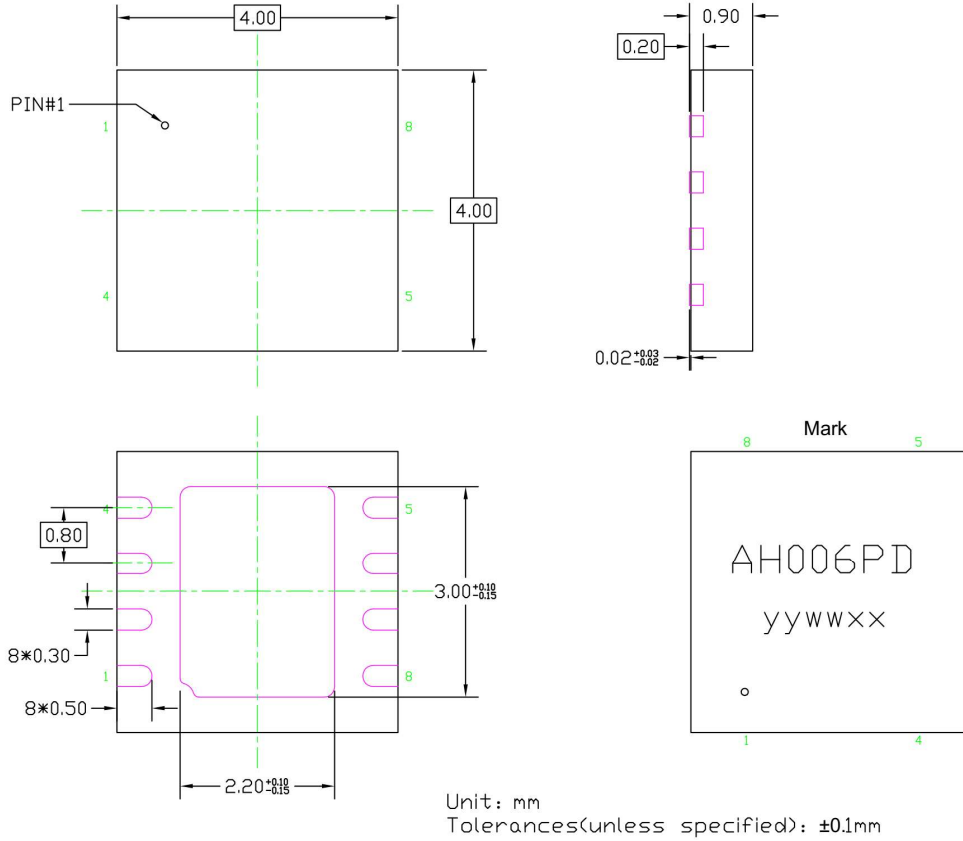 4.00
0.90
0.20
PIN#1
1
8
4.00
4
5
0.02 +0.03 -0.02
Mark
8
5
4
5
0.80
AH006PD
3.00 +0.10 -0.15
yywwxx
8*0.30
1
8
8*0.50
1
4
2.20 +0.10 -0.15
Unit: mm
Tolerances(unless specified): ±0.1mm